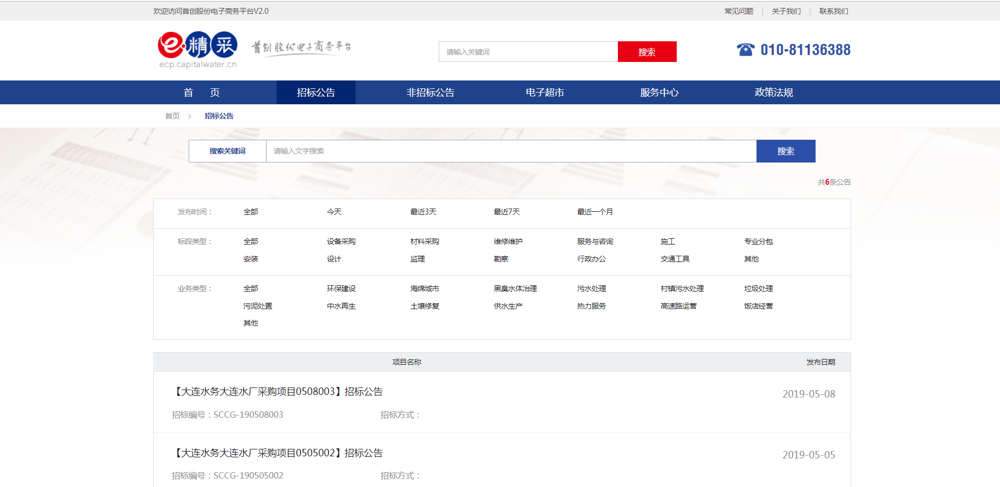 欢迎访问首创股份电子商务平台V2.0 常见问题 | 关于我们 | 联系我们
e·精采 首创股份电子商务平台 请输入关键词 搜索 010-81136388
ecp.capitalwater.cn
首 页 招标公告 非招标公告 电子超市 服务中心 政策法规
首页 > 招标公告
搜索关键词 请输入文字搜索 搜索
共6条公告
发布时间： 全部 今天 最近3天 最近7天 最近一个月
标段类型： 全部 设备采购 材料采购 维修维护 服务与咨询 施工 专业分包
安装 设计 监理 勘察 行政办公 交通工具 其他
业务类型： 全部 环保建设 海绵城市 黑臭水体治理 污水处理 村镇污水处理 垃圾处理
污泥处置 中水再生 土壤修复 供水生产 热力服务 高速路运营 饭店经营
其他
项目名称 发布日期
【大连水务大连水厂采购项目0508003】招标公告 2019-05-08
招标编号：SCCG-190508003 招标方式：
【大连水务大连水厂采购项目0505002】招标公告 2019-05-05
招标编号：SCCG-190505002 招标方式：